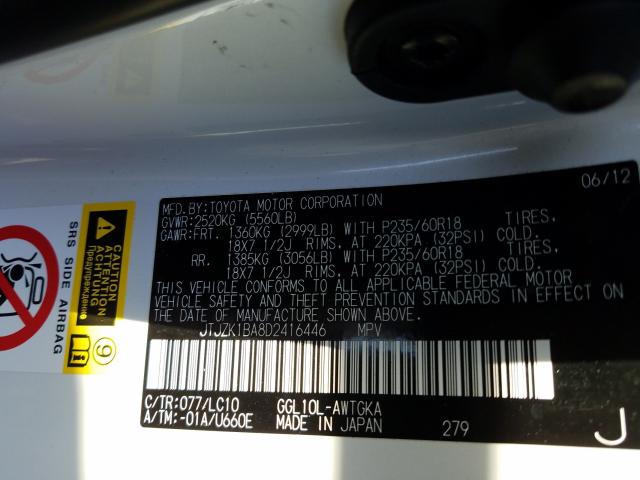 06/12
MFD.BY:TOYOTA MOTOR CORPORATION
GVWR:2520KG (5560LB)
GAWR:FRT. 1360KG (2999LB) WITH P235/60R18 TIRES,
18X7 1/2J RIMS, AT 220KPA (32PSI) COLD.
RR. 1385KG (3056LB) WITH P235/60R18 TIRES,
18X7 1/2J RIMS, AT 220KPA (32PSI) COLD.
THIS VEHICLE CONFORMS TO ALL APPLICABLE FEDERAL MOTOR
VEHICLE SAFETY AND THEFT PREVENTION STANDARDS IN EFFECT ON
THE DATE OF MANUFACTURE SHOWN ABOVE.
JTJZK1BA8D2416446 MPV
C/TR:077/LC10 GGL10L-AWTGKA
A/TM:-01A/U660E MADE IN JAPAN 279 J
SRS SIDE AIRBAG
ATTENTION
ACHTUNG
Предупреждение
9